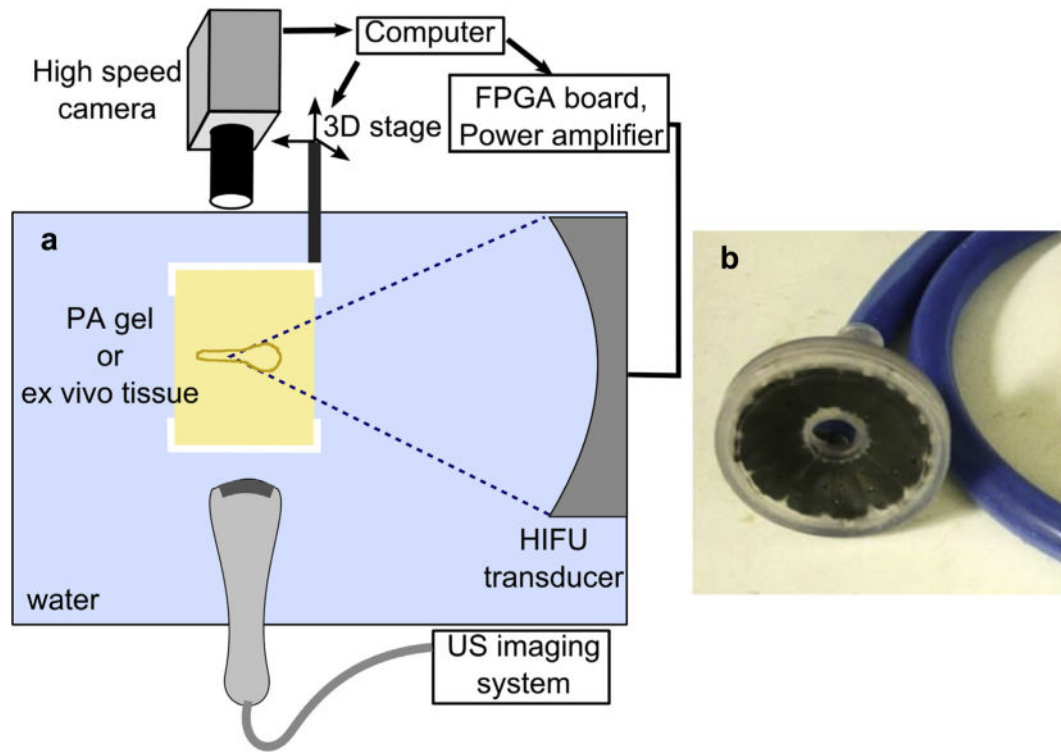 Computer
High speed
camera
3D stage
FPGA board,
Power amplifier
a
PA gel
or
ex vivo tissue
b
HIFU
transducer
water
US imaging
system